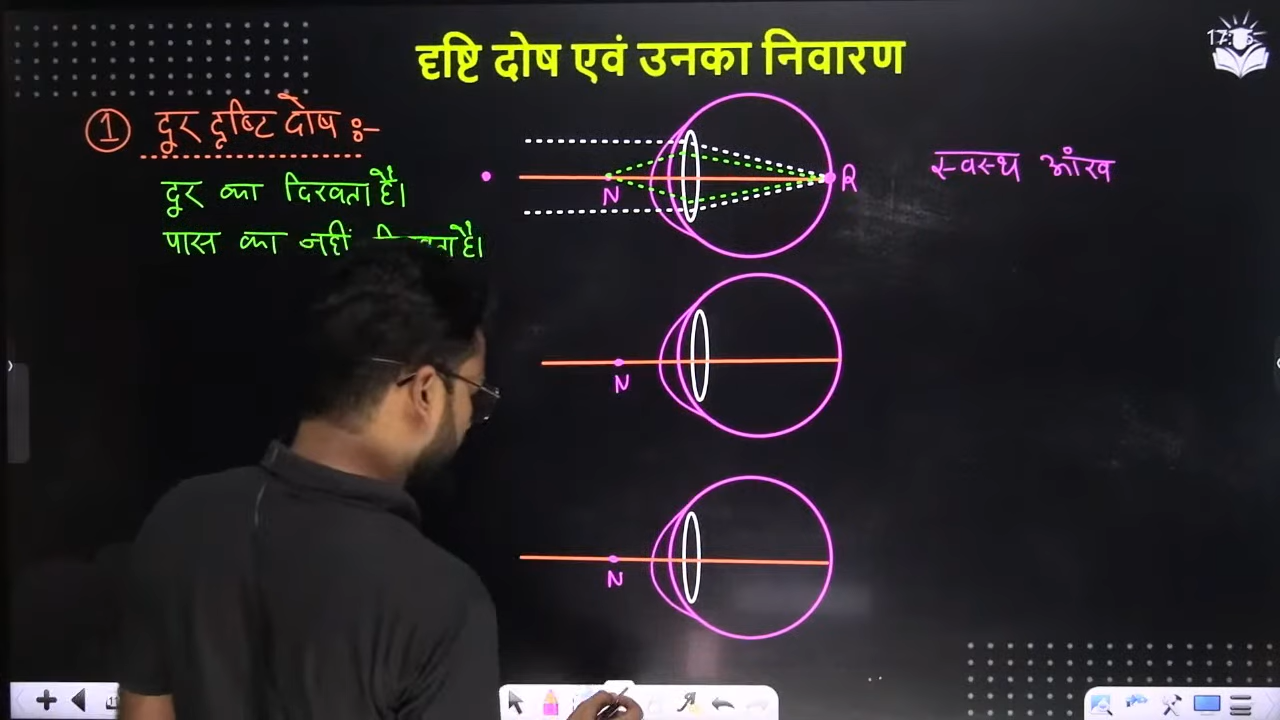 दृष्टि दोष एवं उनका निवारण
① दूर दृष्टि दोष :-
दूर का दिखता है।
पास का नहीं
N
R
स्वस्थ आंख
N
N